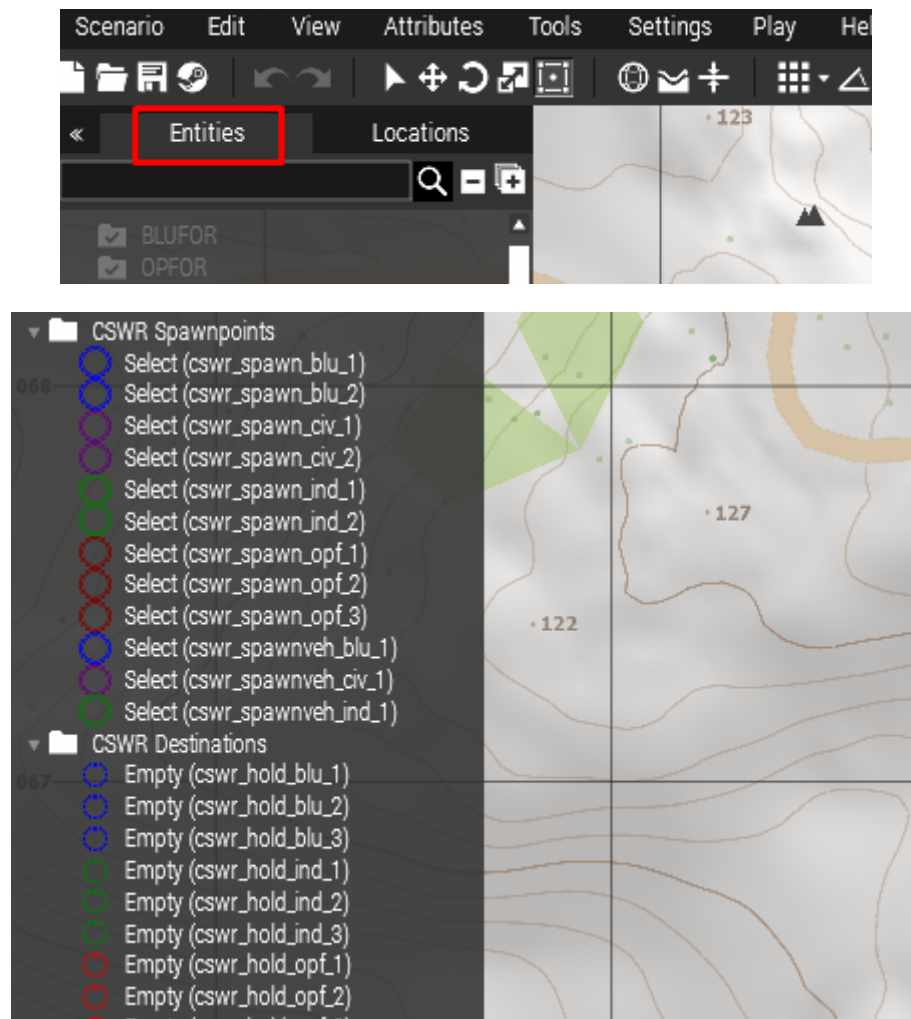 Scenario Edit View Attributes Tools Settings Play Hel
« Entities Locations
123
BLUFOR
OPFOR
CSWR Spawnpoints
Select (cswr_spawn_blu_1)
068
Select (cswr_spawn_blu_2)
Select (cswr_spawn_civ_1)
Select (cswr_spawn_civ_2)
Select (cswr_spawn_ind_1)
Select (cswr_spawn_ind_2)
127
Select (cswr_spawn_opf_1)
Select (cswr_spawn_opf_2)
Select (cswr_spawn_opf_3)
122
Select (cswr_spawnveh_blu_1)
Select (cswr_spawnveh_civ_1)
Select (cswr_spawnveh_ind_1)
CSWR Destinations
Empty (cswr_hold_blu_1)
067
Empty (cswr_hold_blu_2)
Empty (cswr_hold_blu_3)
Empty (cswr_hold_ind_1)
Empty (cswr_hold_ind_2)
Empty (cswr_hold_ind_3)
Empty (cswr_hold_opf_1)
Empty (cswr_hold_opf_2)